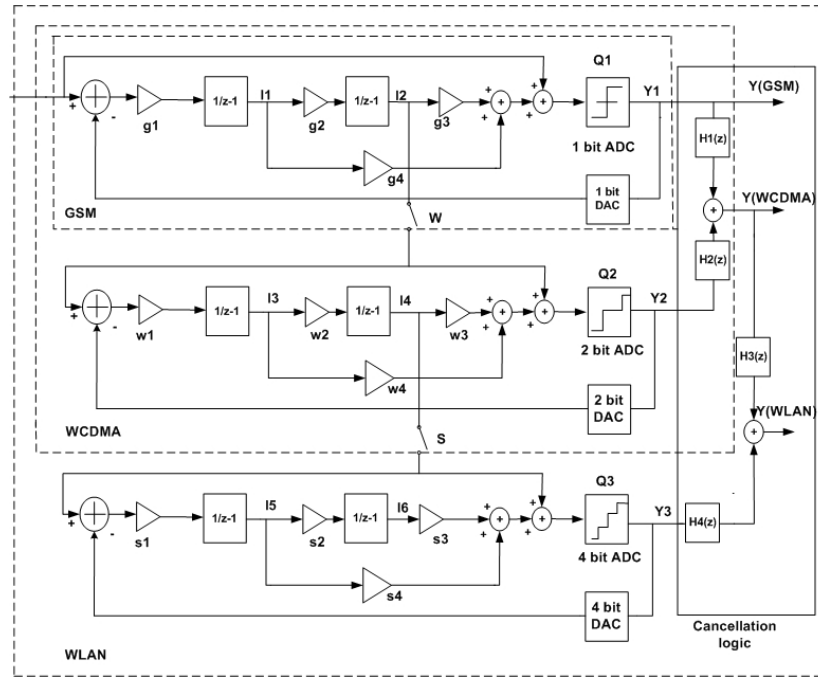 Q1
Y1
Y(GSM)
+
-
g1
1/z-1
I1
g2
1/z-1
I2
g3
+
+
+
+
+
+
1 bit ADC
H1(z)
g4
1 bit
DAC
GSM
W
+
Y(WCDMA)
H2(z)
Q2
Y2
+
-
w1
1/z-1
I3
w2
1/z-1
I4
w3
+
+
+
+
+
+
2 bit ADC
w4
H3(z)
2 bit
DAC
WCDMA
S
Y(WLAN)
+
Q3
Y3
+
-
s1
1/z-1
I5
s2
1/z-1
I6
s3
+
+
+
+
+
+
4 bit ADC
H4(z)
s4
4 bit
DAC
Cancellation
logic
WLAN